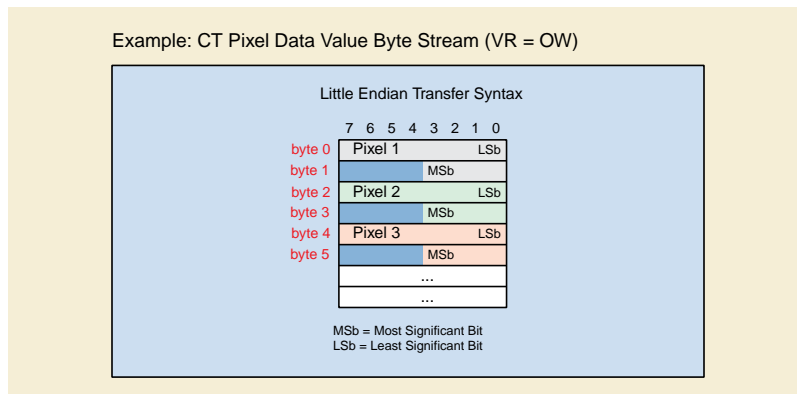 Example: CT Pixel Data Value Byte Stream (VR = OW)
Little Endian Transfer Syntax
7 6 5 4 3 2 1 0
byte 0 Pixel 1 LSb
byte 1 MSb
byte 2 Pixel 2 LSb
byte 3 MSb
byte 4 Pixel 3 LSb
byte 5 MSb
...
...
MSb = Most Significant Bit
LSb = Least Significant Bit